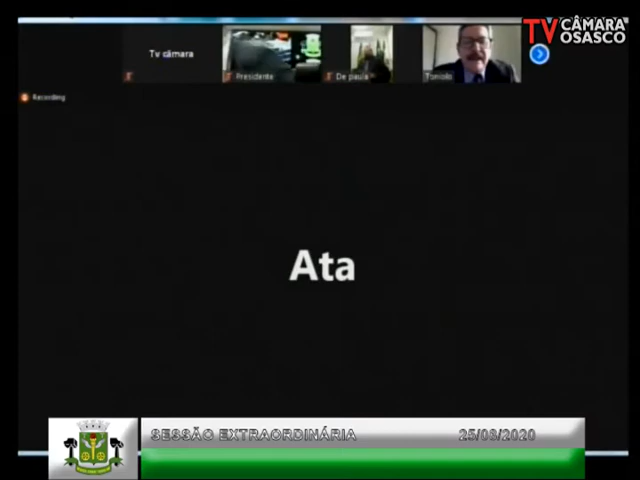 TV CÂMARA
OSASCO
Tv câmara
Presidente
De paula
Toniolo
Recording
Ata
SESSÃO EXTRAORDINÁRIA
25/08/2020